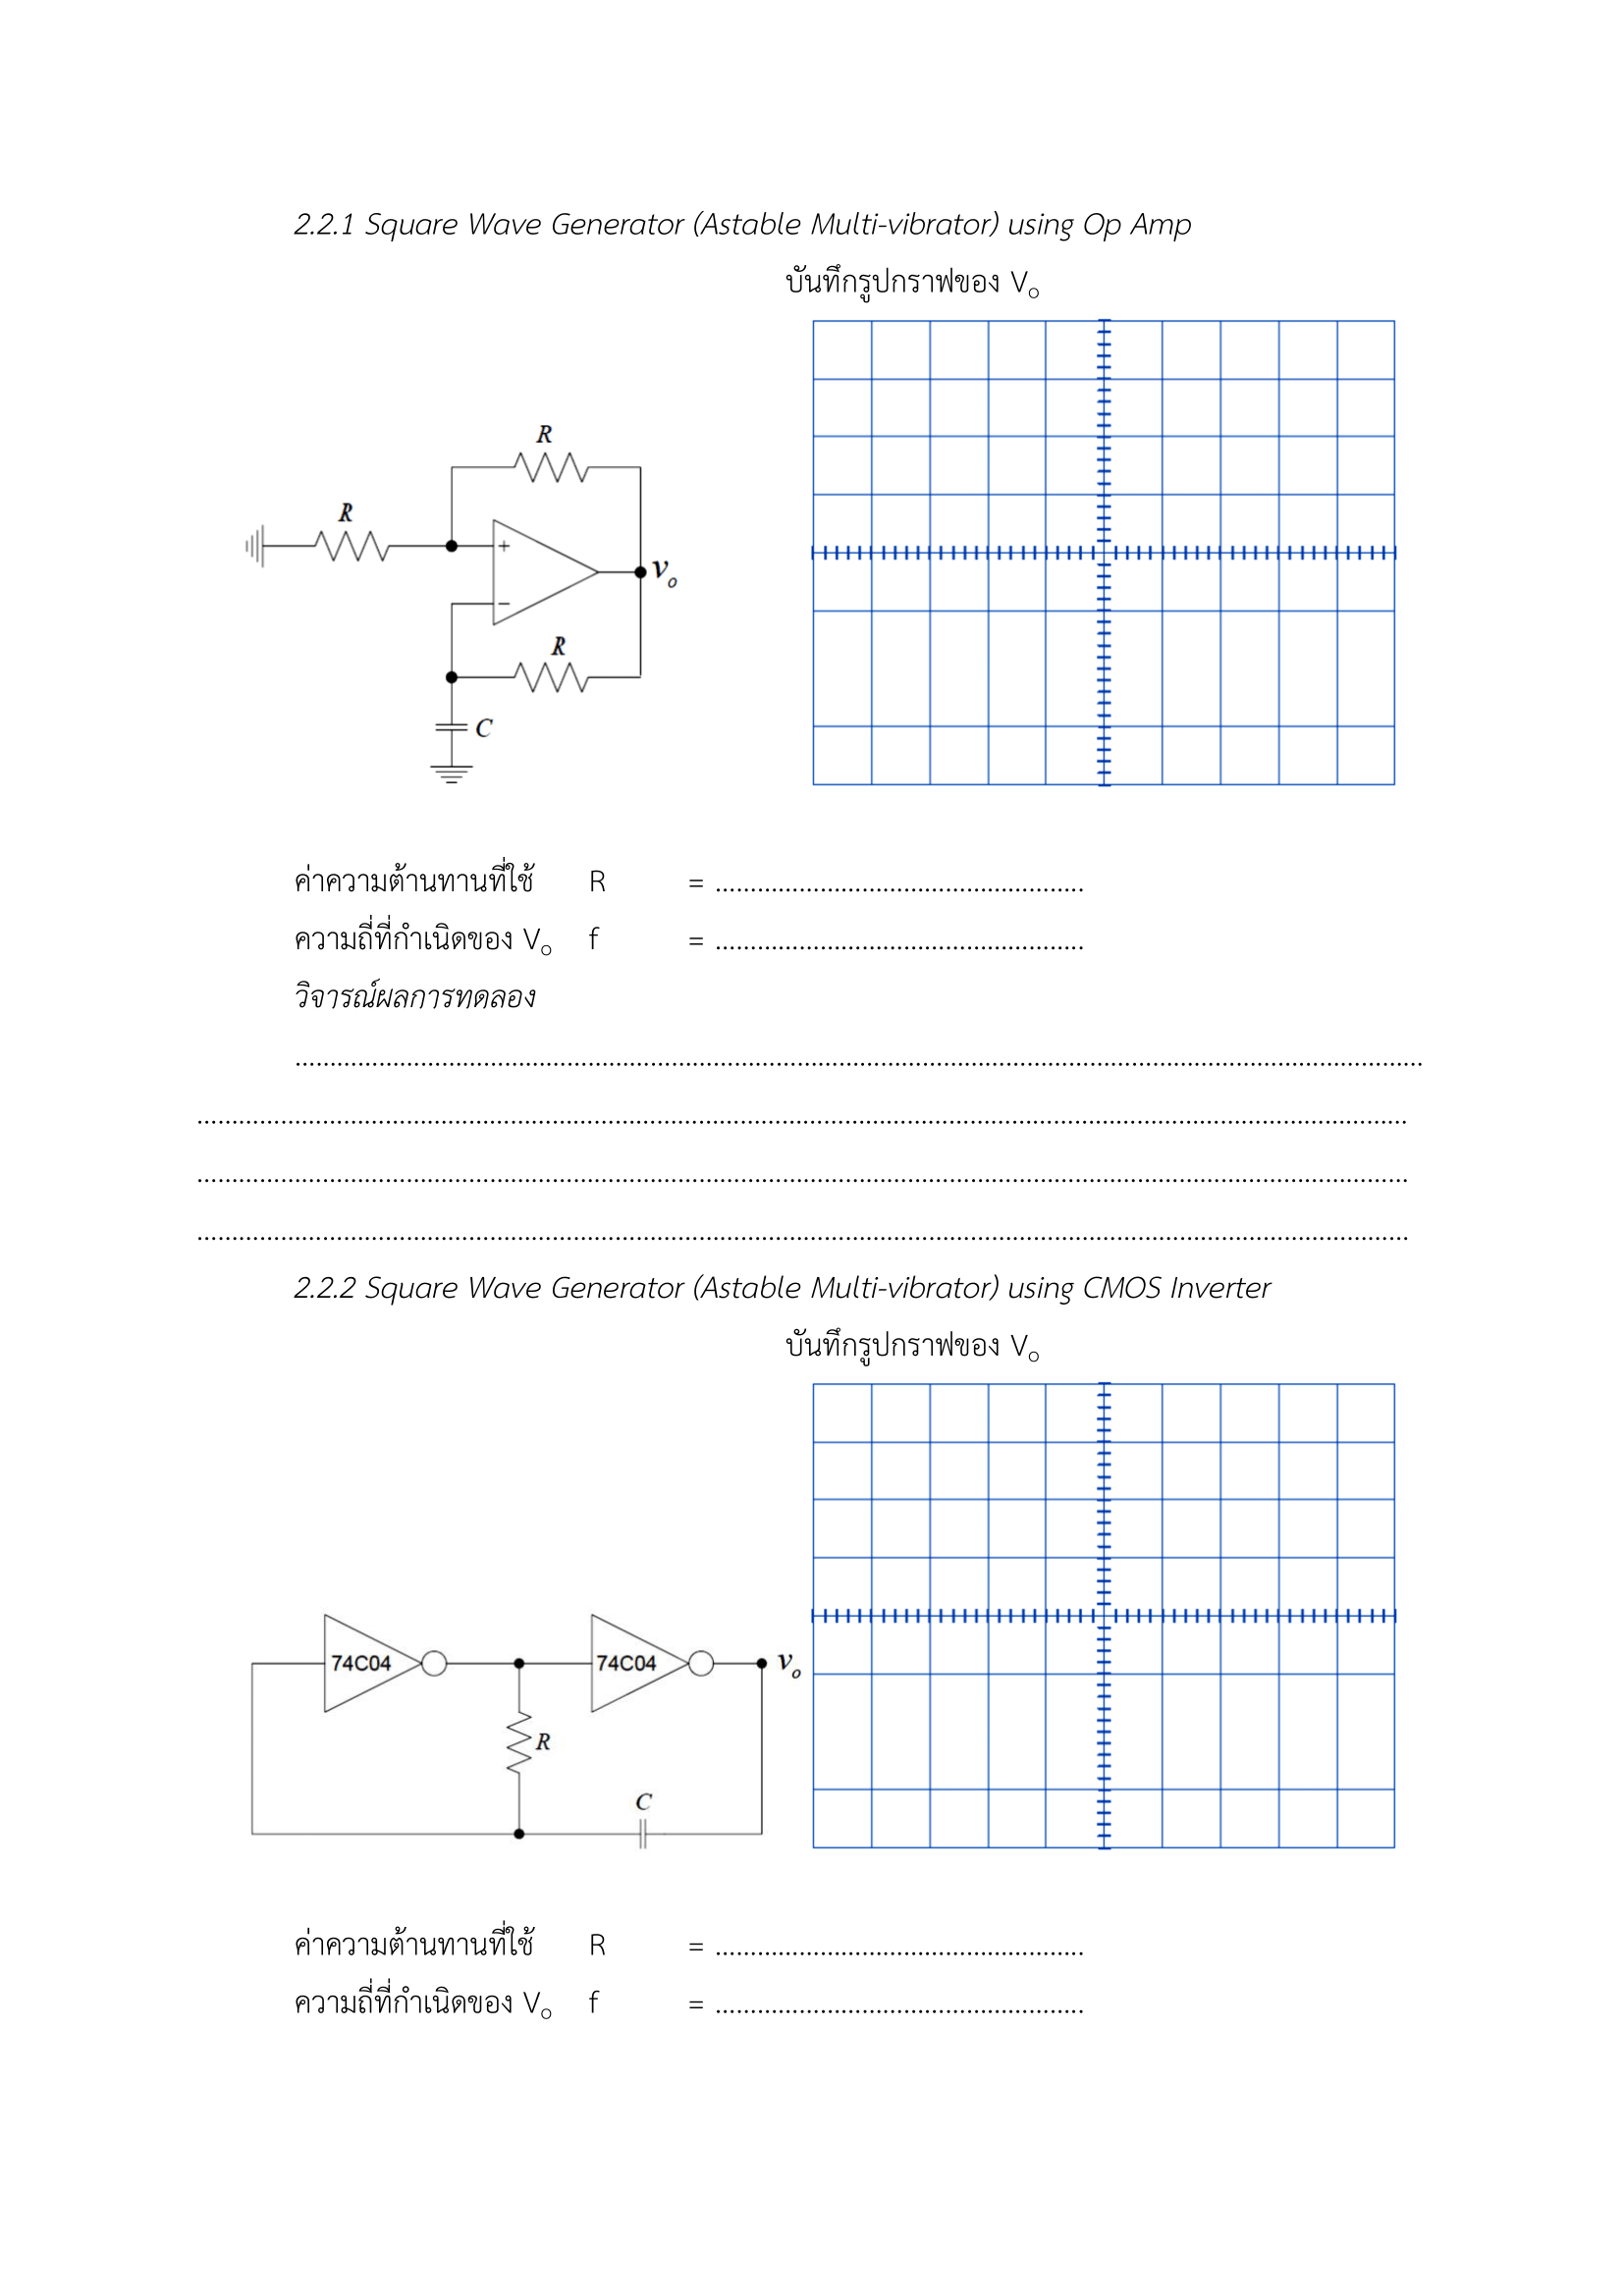 2.2.1 Square Wave Generator (Astable Multi-vibrator) using Op Amp
บันทึกรูปกราฟของ Vo
R
R
+
vo
−
R
C
ค่าความต้านทานที่ใช้ R = .....................................................
ความถี่ที่กำเนิดของ Vo f = .....................................................
วิจารณ์ผลการทดลอง
2.2.2 Square Wave Generator (Astable Multi-vibrator) using CMOS Inverter
บันทึกรูปกราฟของ Vo
74C04 74C04 vo
R
C
ค่าความต้านทานที่ใช้ R = .....................................................
ความถี่ที่กำเนิดของ Vo f = .....................................................